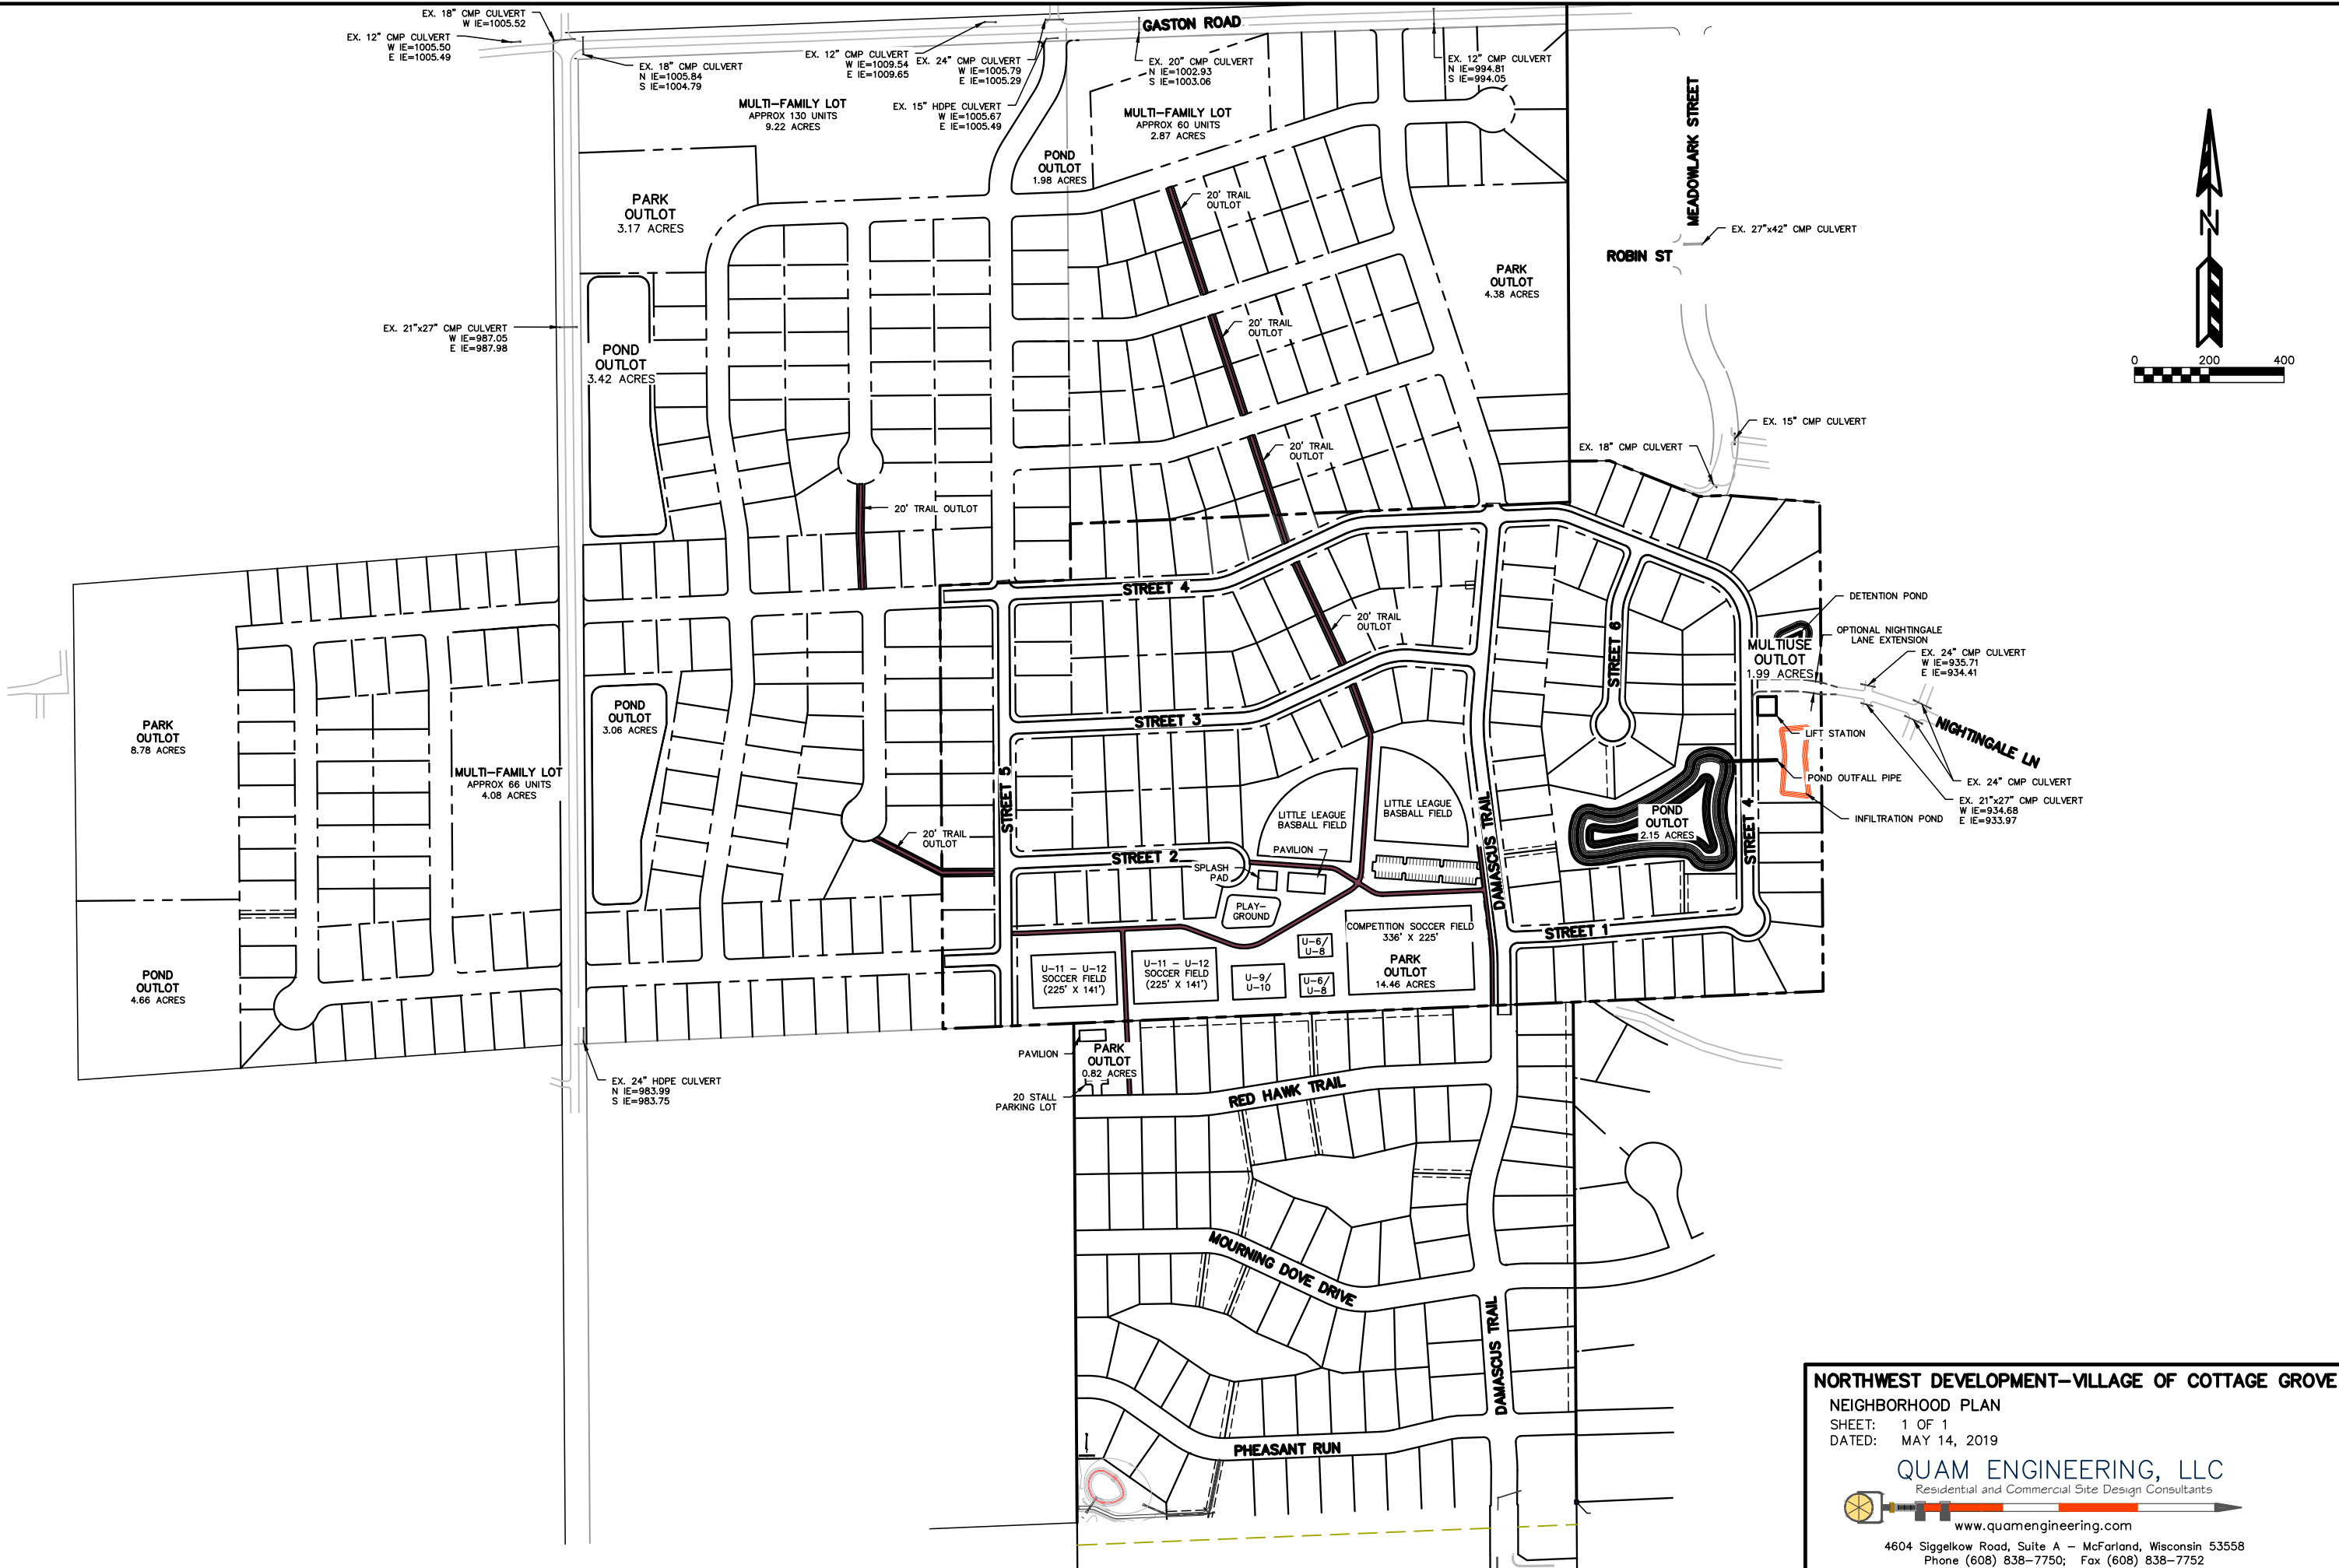 EX. 18" CMP CULVERT
W IE=1005.52
EX. 12" CMP CULVERT
W IE=1005.50
E IE=1005.49
EX. 18" CMP CULVERT
N IE=1005.84
S IE=1004.79
EX. 12" CMP CULVERT
W IE=1009.54
E IE=1009.65
EX. 24" CMP CULVERT
W IE=1005.79
E IE=1005.29
EX. 15" HDPE CULVERT
W IE=1005.67
E IE=1005.49
GASTON ROAD
EX. 20" CMP CULVERT
N IE=1002.93
S IE=1003.06
EX. 12" CMP CULVERT
N IE=994.81
S IE=994.05
MULTI-FAMILY LOT
APPROX 130 UNITS
9.22 ACRES
MULTI-FAMILY LOT
APPROX 60 UNITS
2.87 ACRES
POND
OUTLOT
1.98 ACRES
PARK
OUTLOT
3.17 ACRES
20' TRAIL
OUTLOT
MEADOWLARK STREET
EX. 27"x42" CMP CULVERT
ROBIN ST
PARK
OUTLOT
4.38 ACRES
N
0 200 400
EX. 21"x27" CMP CULVERT
W IE=987.05
E IE=987.98
POND
OUTLOT
3.42 ACRES
20' TRAIL
OUTLOT
20' TRAIL
OUTLOT
EX. 15" CMP CULVERT
EX. 18" CMP CULVERT
20' TRAIL OUTLOT
STREET 4
20' TRAIL
OUTLOT
STREET 6
DETENTION POND
OPTIONAL NIGHTINGALE
LANE EXTENSION
MULTIUSE
OUTLOT
1.99 ACRES
EX. 24" CMP CULVERT
W IE=935.71
E IE=934.41
NIGHTINGALE LN
LIFT STATION
POND OUTFALL PIPE
EX. 24" CMP CULVERT
EX. 21"x27" CMP CULVERT
W IE=934.68
E IE=933.97
INFILTRATION POND
PARK
OUTLOT
8.78 ACRES
MULTI-FAMILY LOT
APPROX 66 UNITS
4.08 ACRES
POND
OUTLOT
3.06 ACRES
STREET 3
STREET 5
LITTLE LEAGUE
BASBALL FIELD
LITTLE LEAGUE
BASBALL FIELD
DAMASCUS TRAIL
POND
OUTLOT
2.15 ACRES
STREET 4
20' TRAIL
OUTLOT
STREET 2
SPLASH
PAD
PAVILION
PLAY-
GROUND
COMPETITION SOCCER FIELD
336' X 225'
PARK
OUTLOT
14.46 ACRES
STREET 1
U-6/
U-8
U-6/
U-8
U-9/
U-10
U-11 - U-12
SOCCER FIELD
(225' X 141')
U-11 - U-12
SOCCER FIELD
(225' X 141')
POND
OUTLOT
4.66 ACRES
EX. 24" HDPE CULVERT
N IE=983.99
S IE=983.75
PAVILION
PARK
OUTLOT
0.82 ACRES
20 STALL
PARKING LOT
RED HAWK TRAIL
MOURNING DOVE DRIVE
DAMASCUS TRAIL
PHEASANT RUN
NORTHWEST DEVELOPMENT-VILLAGE OF COTTAGE GROVE
NEIGHBORHOOD PLAN
SHEET: 1 OF 1
DATED: MAY 14, 2019
QUAM ENGINEERING, LLC
Residential and Commercial Site Design Consultants
www.quamengineering.com
4604 Siggelkow Road, Suite A - McFarland, Wisconsin 53558
Phone (608) 838-7750; Fax (608) 838-7752